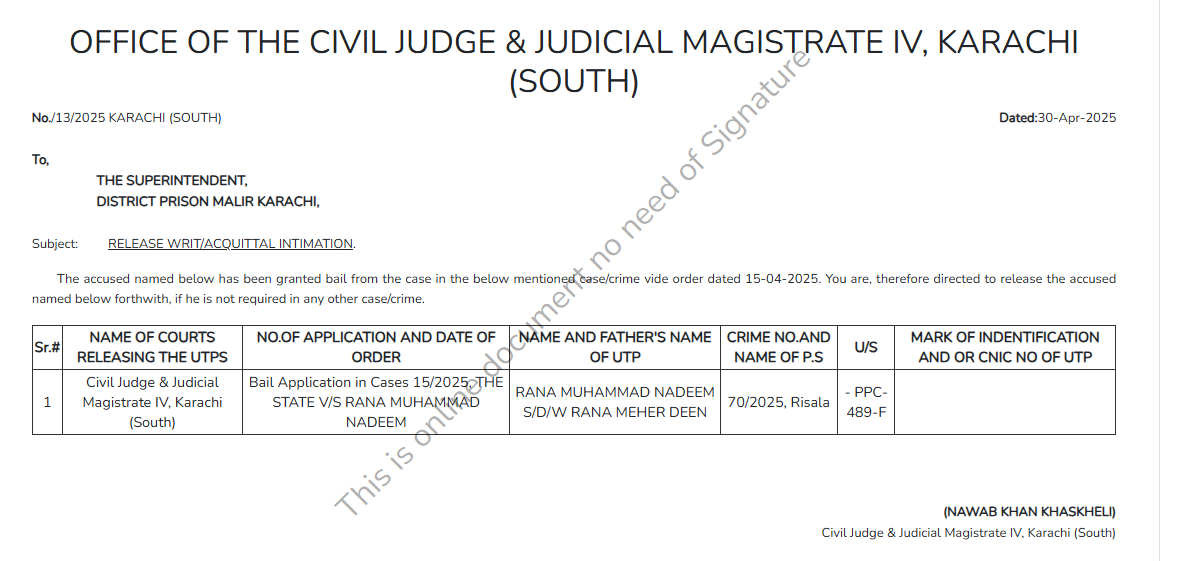 OFFICE OF THE CIVIL JUDGE & JUDICIAL MAGISTRATE IV, KARACHI
(SOUTH)
No./13/2025 KARACHI (SOUTH) Dated:30-Apr-2025
To,
THE SUPERINTENDENT,
DISTRICT PRISON MALIR KARACHI,
Subject: RELEASE WRIT/ACQUITTAL INTIMATION.
The accused named below has been granted bail from the case in the below mentioned case/crime vide order dated 15-04-2025. You are, therefore directed to release the accused
named below forthwith, if he is not required in any other case/crime.
Sr.#
NAME OF COURTS
RELEASING THE UTPS
NO.OF APPLICATION AND DATE OF
ORDER
NAME AND FATHER'S NAME
OF UTP
CRIME NO.AND
NAME OF P.S
U/S
MARK OF INDENTIFICATION
AND OR CNIC NO OF UTP
1
Civil Judge & Judicial
Magistrate IV, Karachi
(South)
Bail Application in Cases 15/2025, THE
STATE V/S RANA MUHAMMAD
NADEEM
RANA MUHAMMAD NADEEM
S/D/W RANA MEHER DEEN
70/2025, Risala
- PPC-
489-F
(NAWAB KHAN KHASKHELI)
Civil Judge & Judicial Magistrate IV, Karachi (South)
This is online document no need of Signature